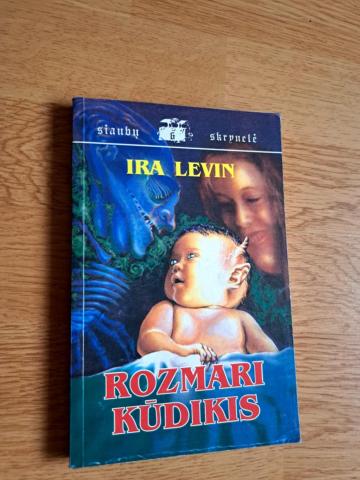 siaubų skrynelė
G
IRA LEVIN
ROZMARI
KŪDIKIS